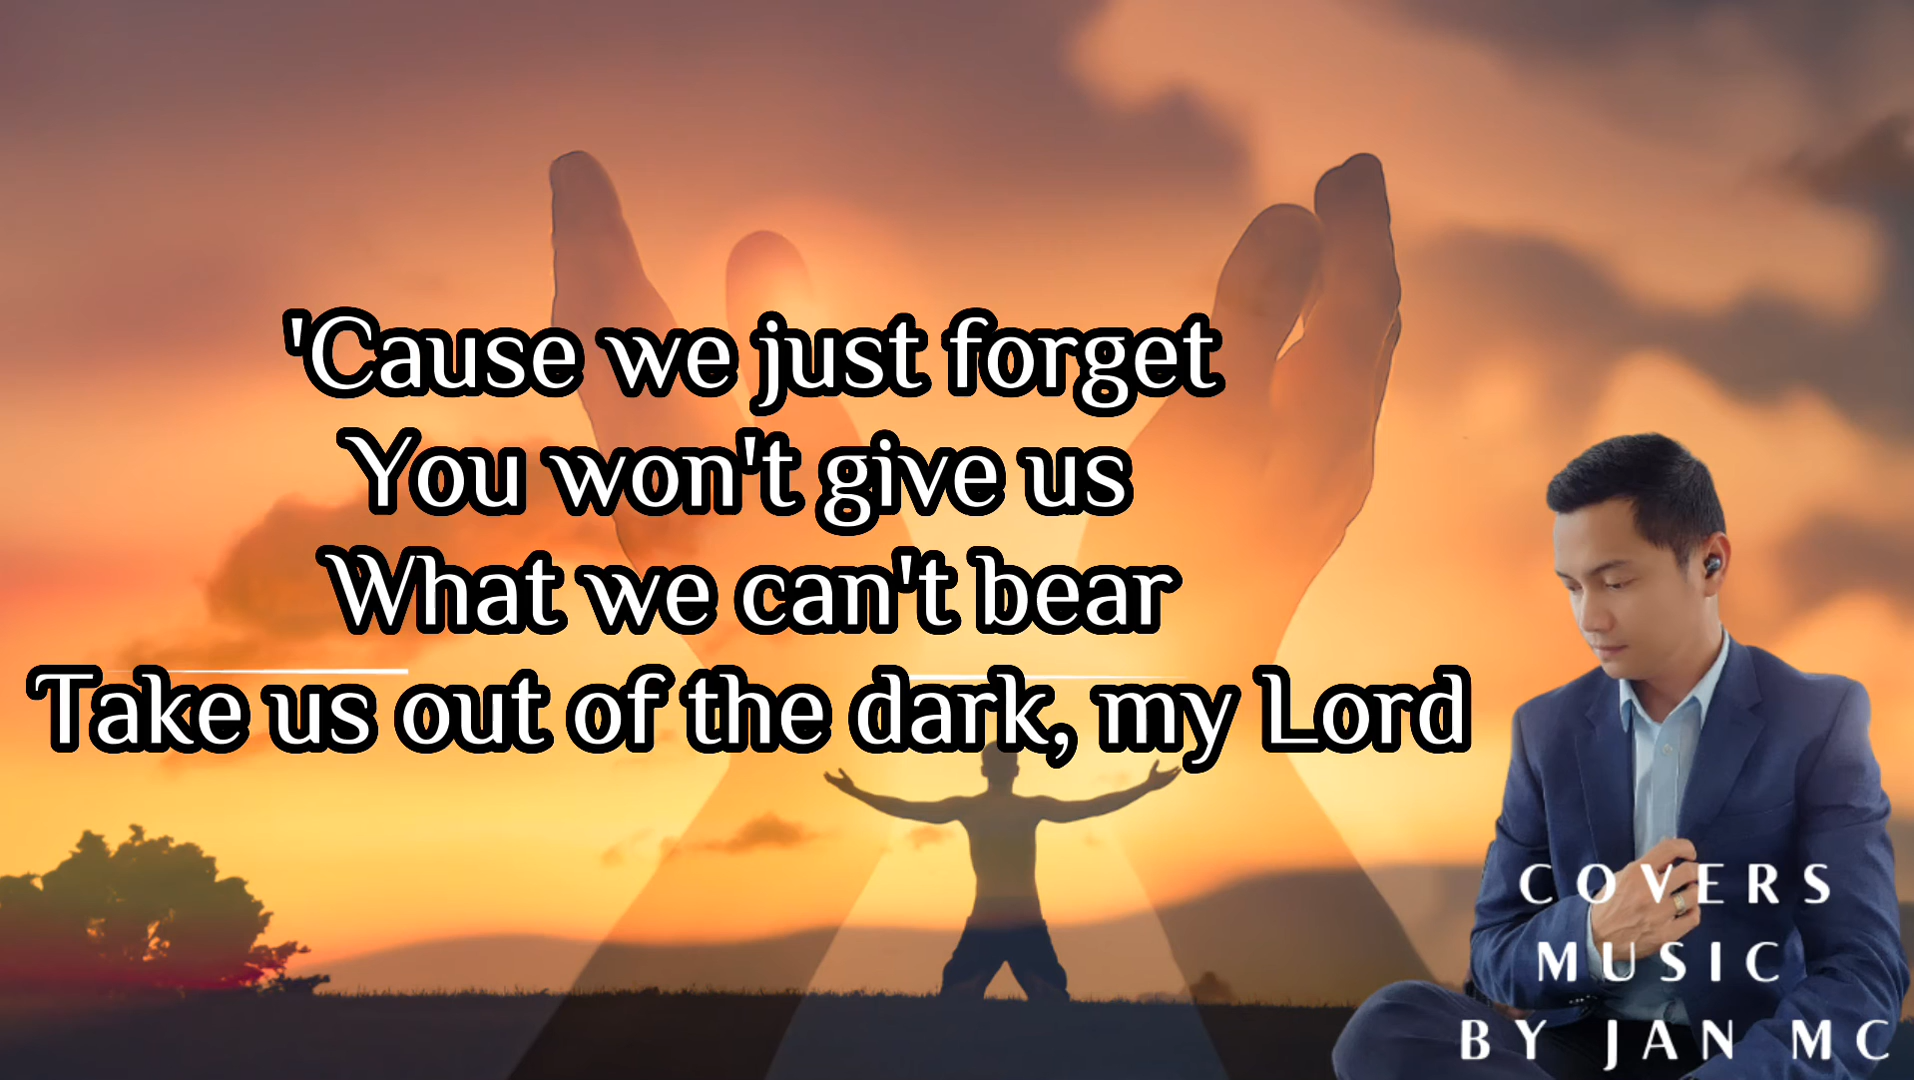 'Cause we just forget
You won't give us
What we can't bear
Take us out of the dark, my Lord
COVERS
MUSIC
BY JAN MC